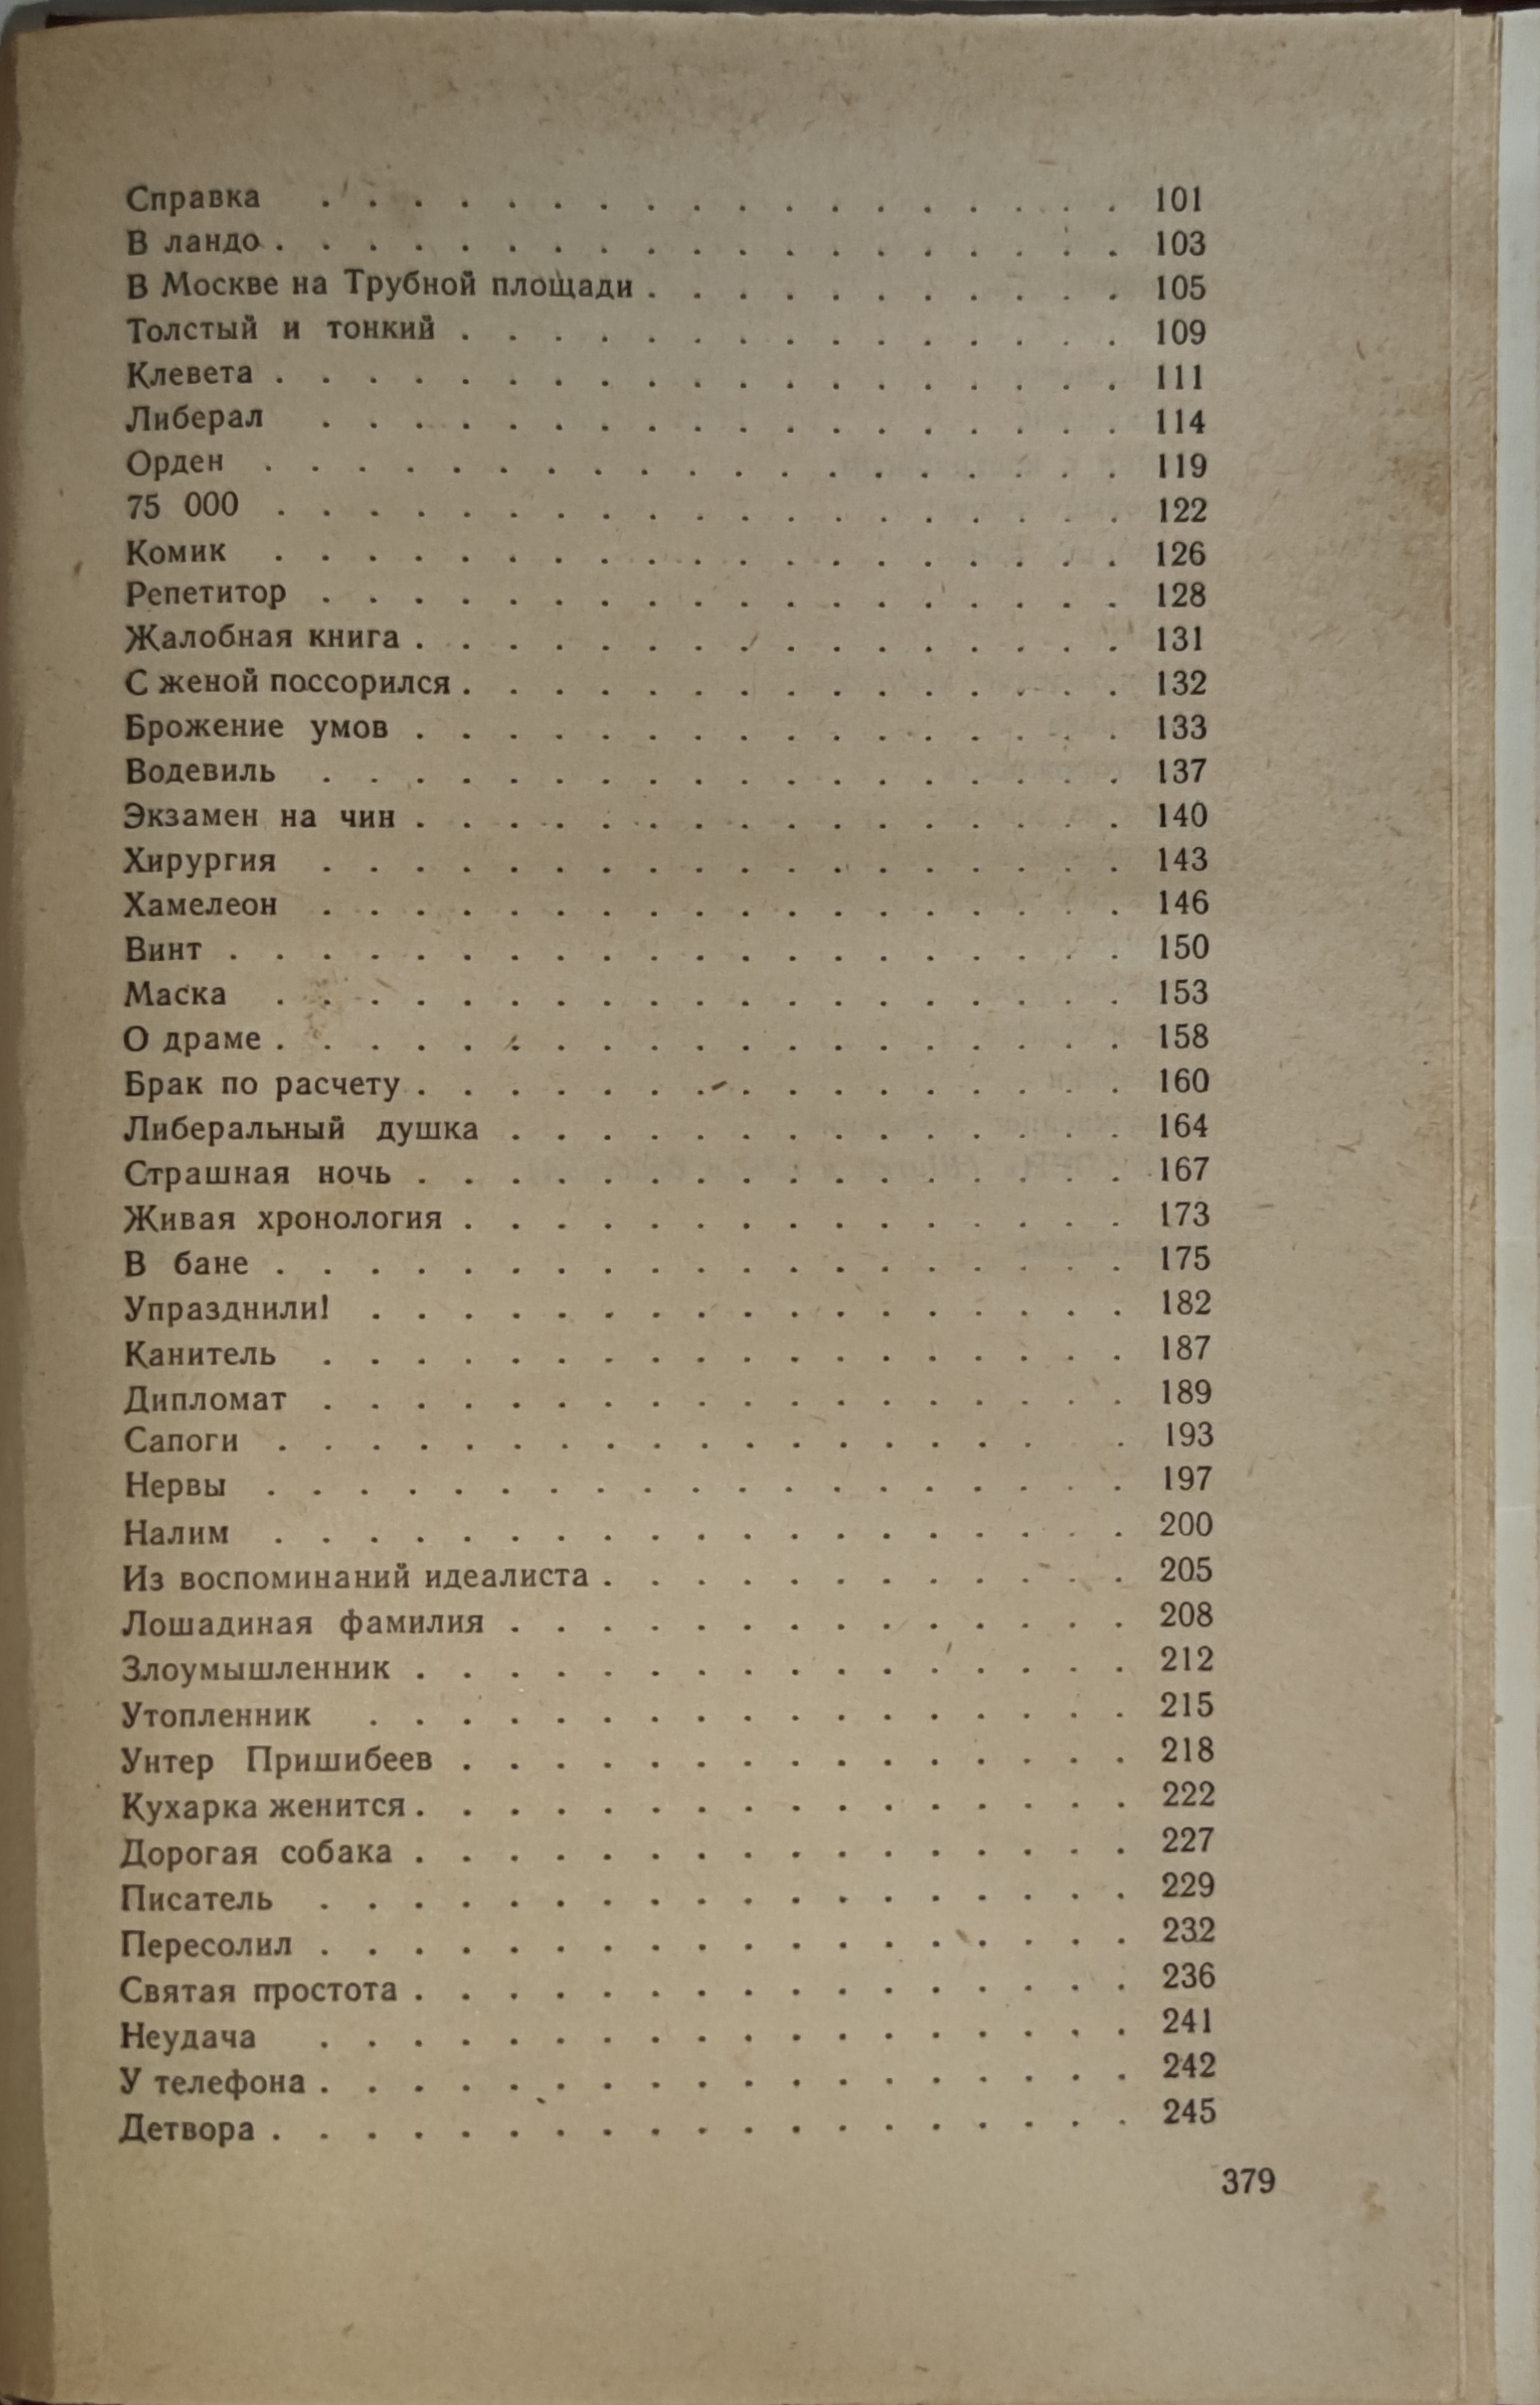 Справка . . . . . . . . . . . . . . . . . . 101
В ландо . . . . . . . . . . . . . . . . . . . 103
В Москве на Трубной площади . . . . . . . . . . . 105
Толстый и тонкий . . . . . . . . . . . . . . . 109
Клевета . . . . . . . . . . . . . . . . . . . 111
Либерал . . . . . . . . . . . . . . . . . . 114
Орден . . . . . . . . . . . . . . . . . . . 119
75 000 . . . . . . . . . . . . . . . . . . . 122
Комик . . . . . . . . . . . . . . . . . . . 126
Репетитор . . . . . . . . . . . . . . . . . . 128
Жалобная книга . . . . . . . . . . . . . . . . 131
С женой поссорился . . . . . . . . . . . . . . . 132
Брожение умов . . . . . . . . . . . . . . . . 133
Водевиль . . . . . . . . . . . . . . . . . . 137
Экзамен на чин . . . . . . . . . . . . . . . . 140
Хирургия . . . . . . . . . . . . . . . . . . 143
Хамелеон . . . . . . . . . . . . . . . . . . 146
Винт . . . . . . . . . . . . . . . . . . . . 150
Маска . . . . . . . . . . . . . . . . . . . 153
О драме . . . . . . . . . . . . . . . . . . . 158
Брак по расчету . . . . . . . . . . . . . . . . 160
Либеральный душка . . . . . . . . . . . . . . 164
Страшная ночь . . . . . . . . . . . . . . . . 167
Живая хронология . . . . . . . . . . . . . . . 173
В бане . . . . . . . . . . . . . . . . . . . 175
Упразднили! . . . . . . . . . . . . . . . . . 182
Канитель . . . . . . . . . . . . . . . . . . 187
Дипломат . . . . . . . . . . . . . . . . . . 189
Сапоги . . . . . . . . . . . . . . . . . . 193
Нервы . . . . . . . . . . . . . . . . . . . 197
Налим . . . . . . . . . . . . . . . . . . . 200
Из воспоминаний идеалиста . . . . . . . . . . . . 205
Лошадиная фамилия . . . . . . . . . . . . . . 208
Злоумышленник . . . . . . . . . . . . . . . . 212
Утопленник . . . . . . . . . . . . . . . . . 215
Унтер Пришибеев . . . . . . . . . . . . . . . 218
Кухарка женится . . . . . . . . . . . . . . . . 222
Дорогая собака . . . . . . . . . . . . . . . . 227
Писатель . . . . . . . . . . . . . . . . . . 229
Пересолил . . . . . . . . . . . . . . . . . . 232
Святая простота . . . . . . . . . . . . . . . . 236
Неудача . . . . . . . . . . . . . . . . . . 241
У телефона . . . . . . . . . . . . . . . . . . 242
Детвора . . . . . . . . . . . . . . . . . . . 245
379